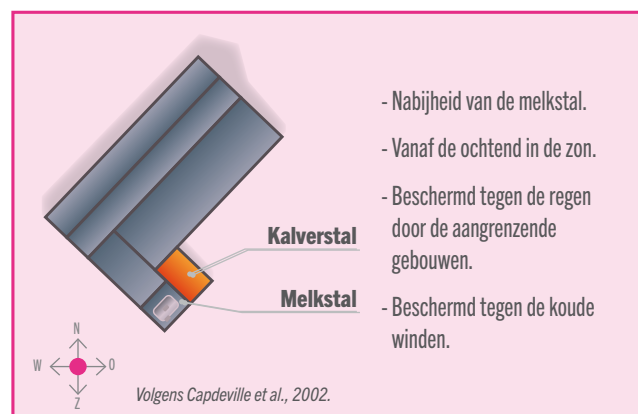 - Nabijheid van de melkstal.
- Vanaf de ochtend in de zon.
- Beschermd tegen de regen
door de aangrenzende
gebouwen.
- Beschermd tegen de koude
winden.
Kalverstal
Melkstal
N
W
O
Z
Volgens Capdeville et al., 2002.